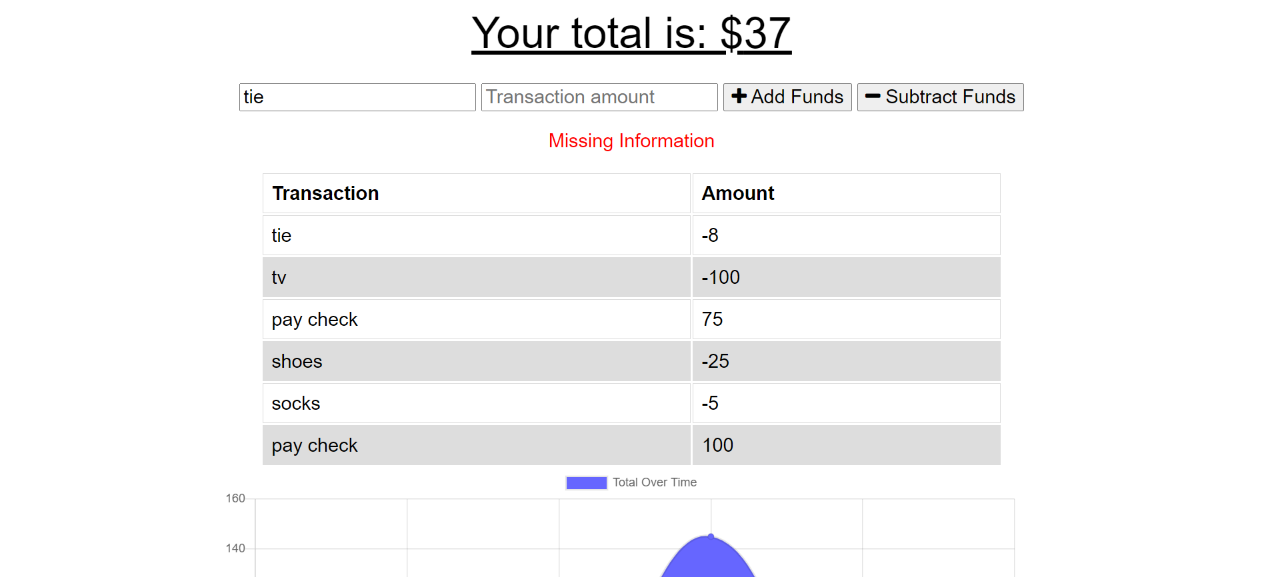 Your total is: $37
tie Transaction amount Add Funds Subtract Funds
Missing Information
Transaction Amount
tie -8
tv -100
pay check 75
shoes -25
socks -5
pay check 100
Total Over Time
160
140